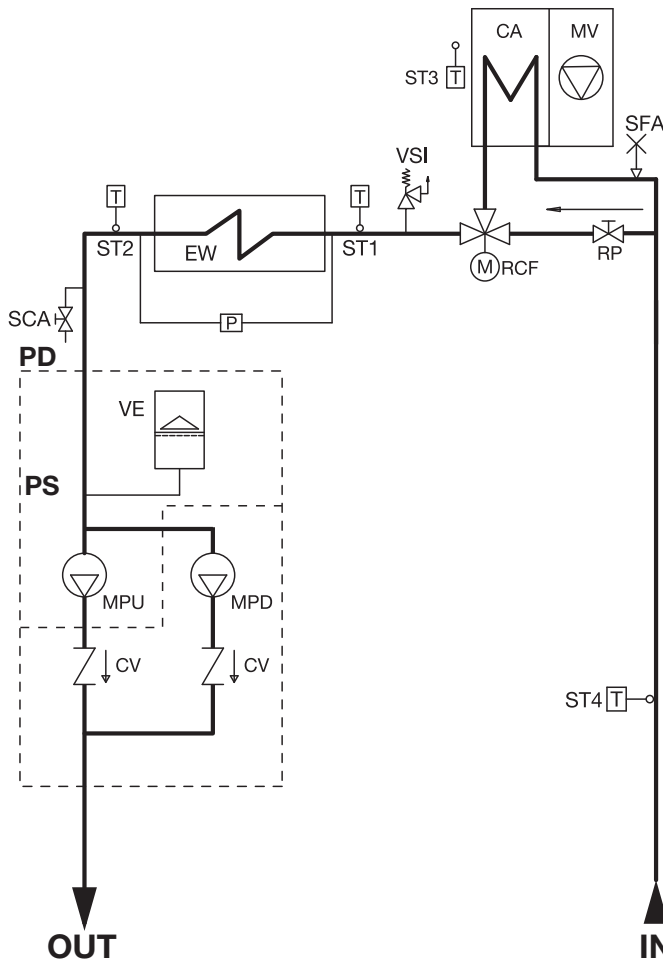 CA MV
ST3 T
SFA
VSI
T T
ST2 EW ST1
M RCF RP
P
SCA
PD
VE
PS
MPU MPD
CV CV
ST4 T
OUT IN